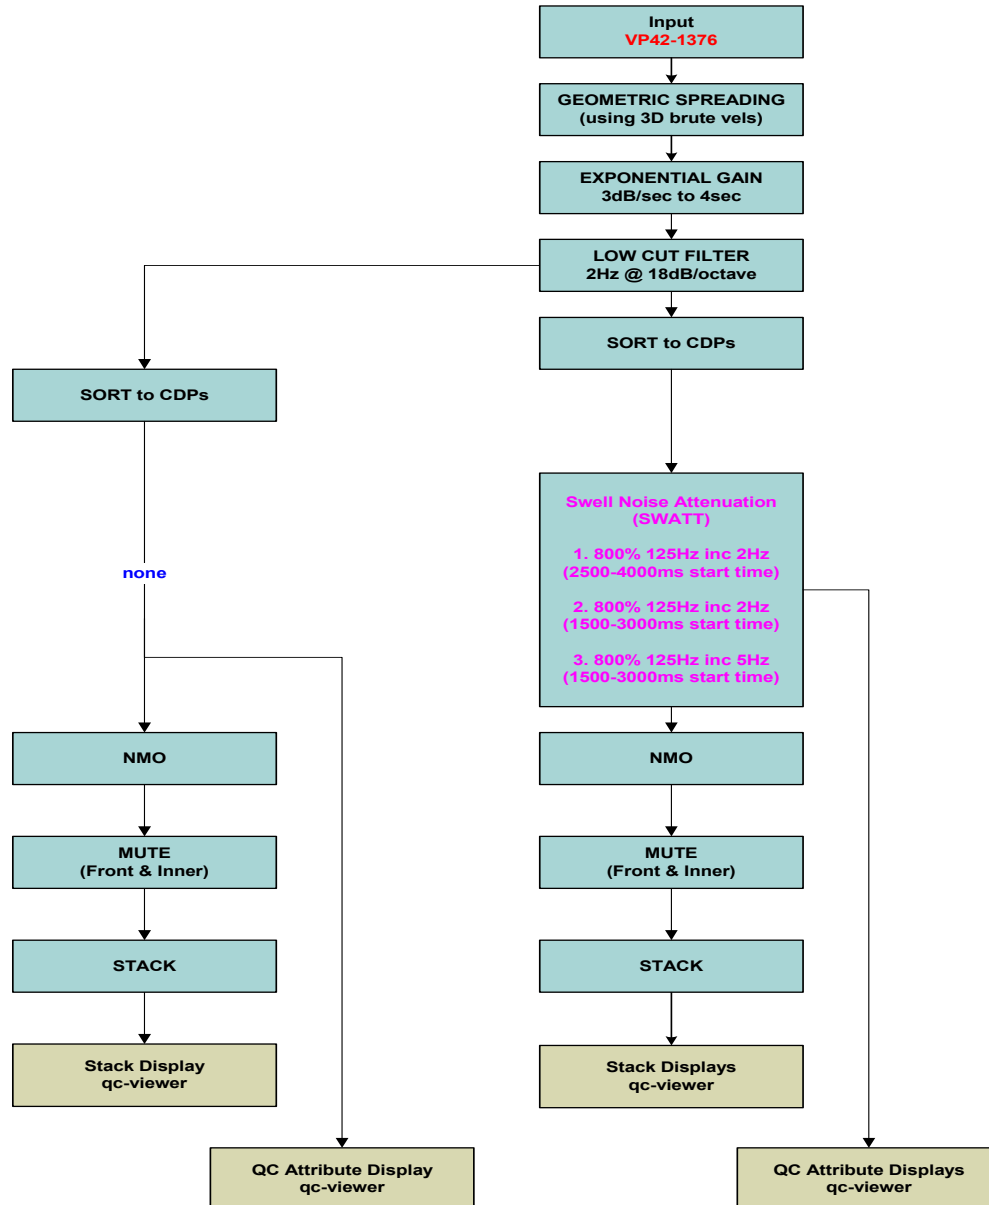 Input
VP42-1376
GEOMETRIC SPREADING
(using 3D brute vels)
EXPONENTIAL GAIN
3dB/sec to 4sec
LOW CUT FILTER
2Hz @ 18dB/octave
SORT to CDPs
SORT to CDPs
Swell Noise Attenuation
(SWATT)
1. 800% 125Hz inc 2Hz
(2500-4000ms start time)
2. 800% 125Hz inc 2Hz
(1500-3000ms start time)
3. 800% 125Hz inc 5Hz
(1500-3000ms start time)
none
NMO
NMO
MUTE
(Front & Inner)
MUTE
(Front & Inner)
STACK
STACK
Stack Display
qc-viewer
Stack Displays
qc-viewer
QC Attribute Display
qc-viewer
QC Attribute Displays
qc-viewer